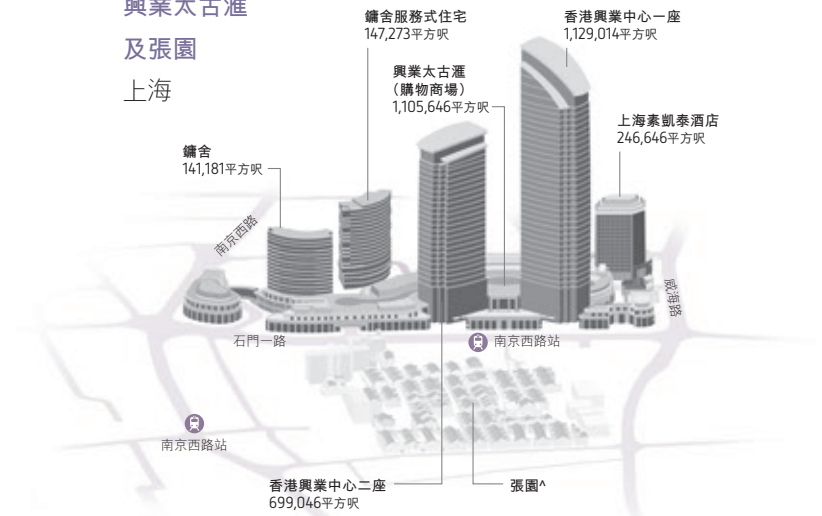 興業太古滙
及張園
上海
鏞舍服務式住宅
147,273平方呎
香港興業中心一座
1,129,014平方呎
興業太古滙
（購物商場）
1,105,646平方呎
上海素凱泰酒店
246,646平方呎
鏞舍
141,181平方呎
南京西路
威海路
石門一路
南京西路站
南京西路站
香港興業中心二座
699,046平方呎
張園^